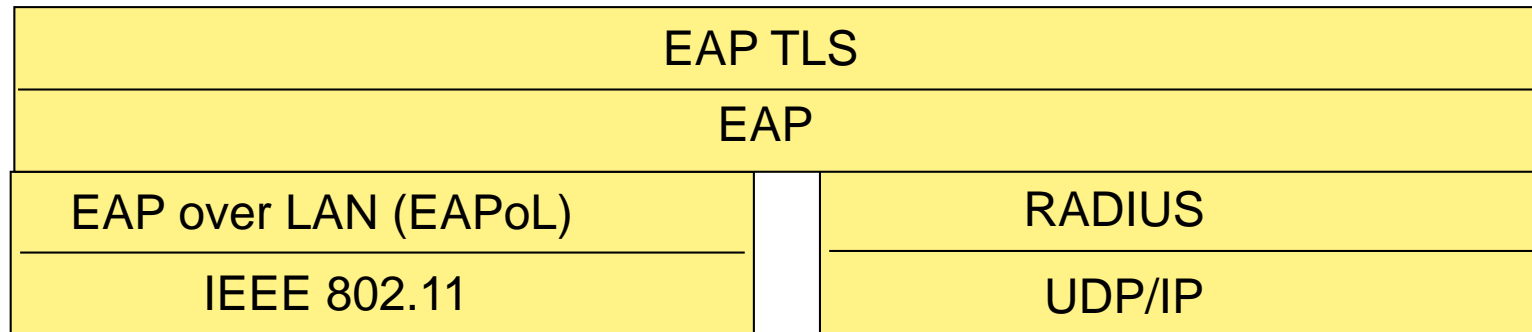 EAP TLS
EAP
EAP over LAN (EAPoL)
RADIUS
IEEE 802.11
UDP/IP